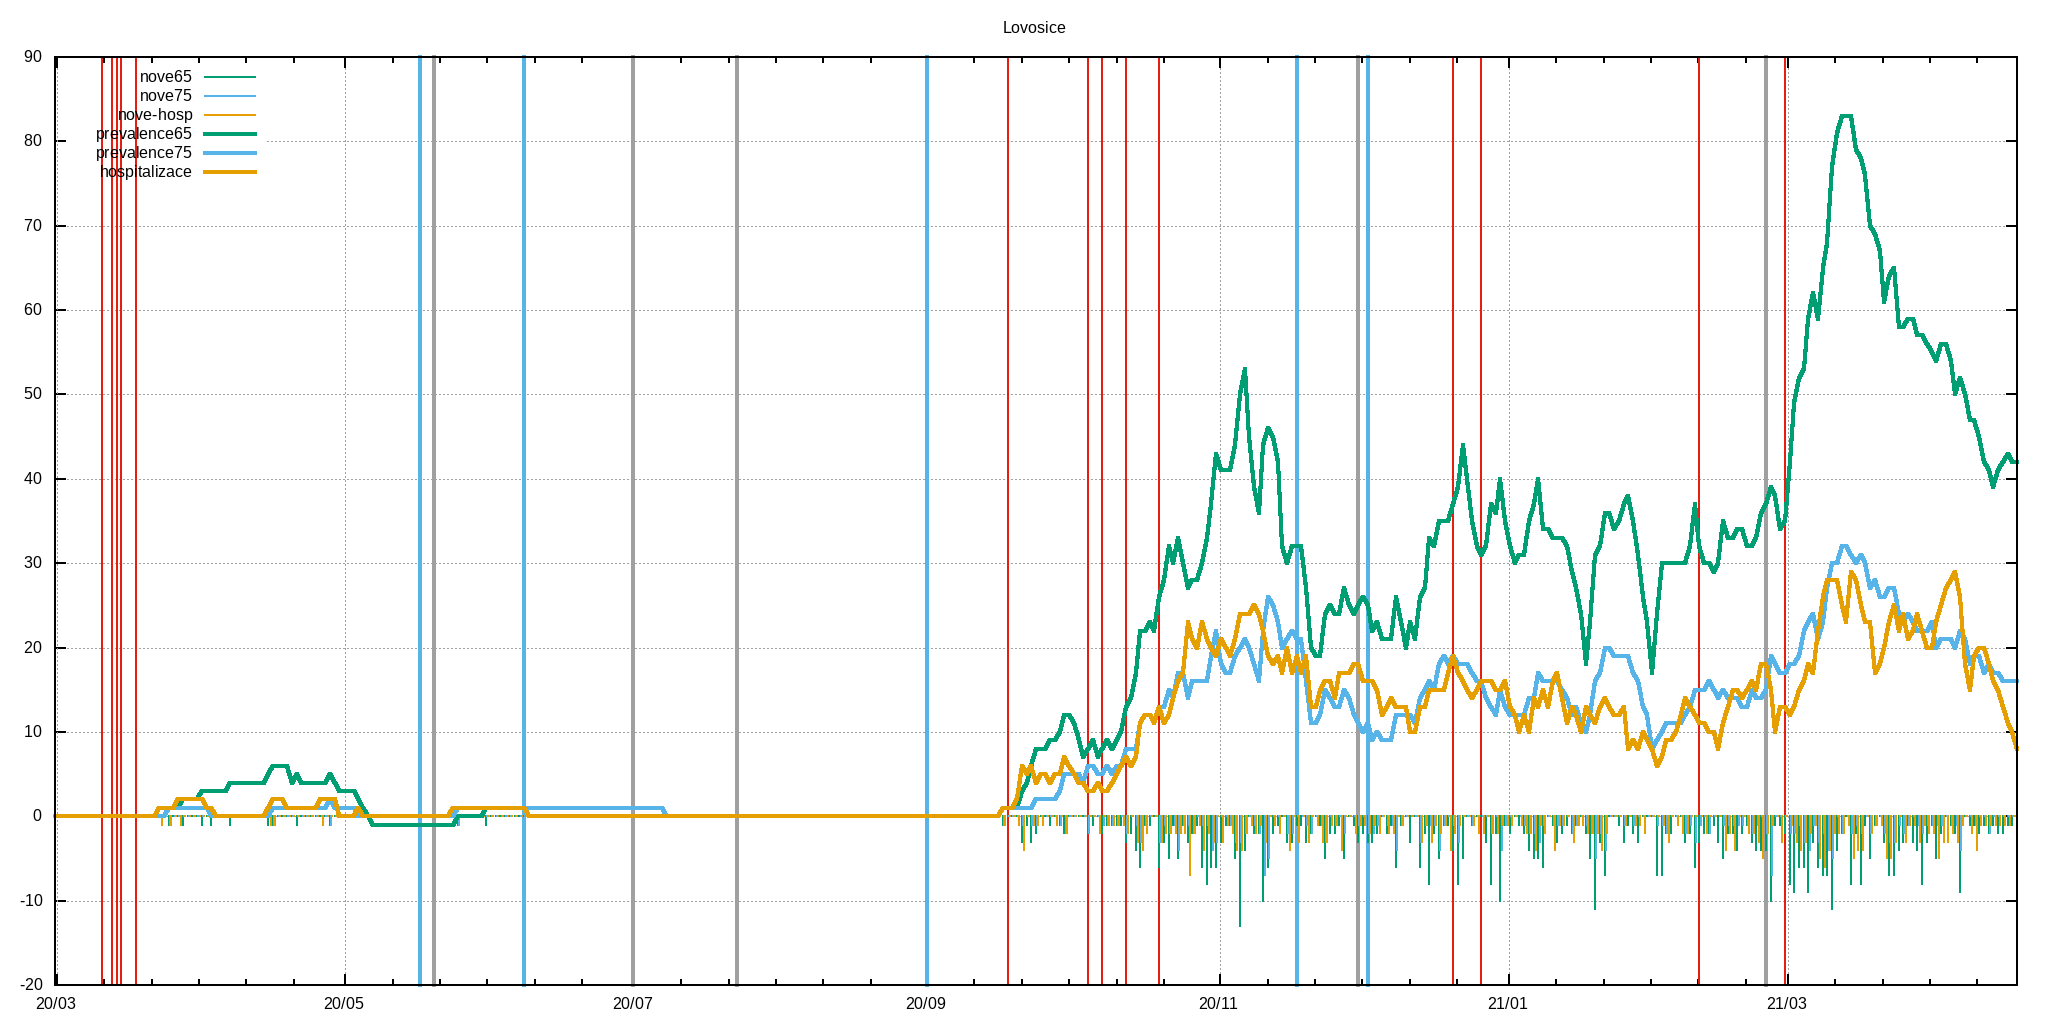 Lovosice
90
80
70
60
50
40
30
20
10
0
-10
-20
nove65
nove75
nove-hosp
prevalence65
prevalence75
hospitalizace
20/03 20/05 20/07 20/09 20/11 21/01 21/03